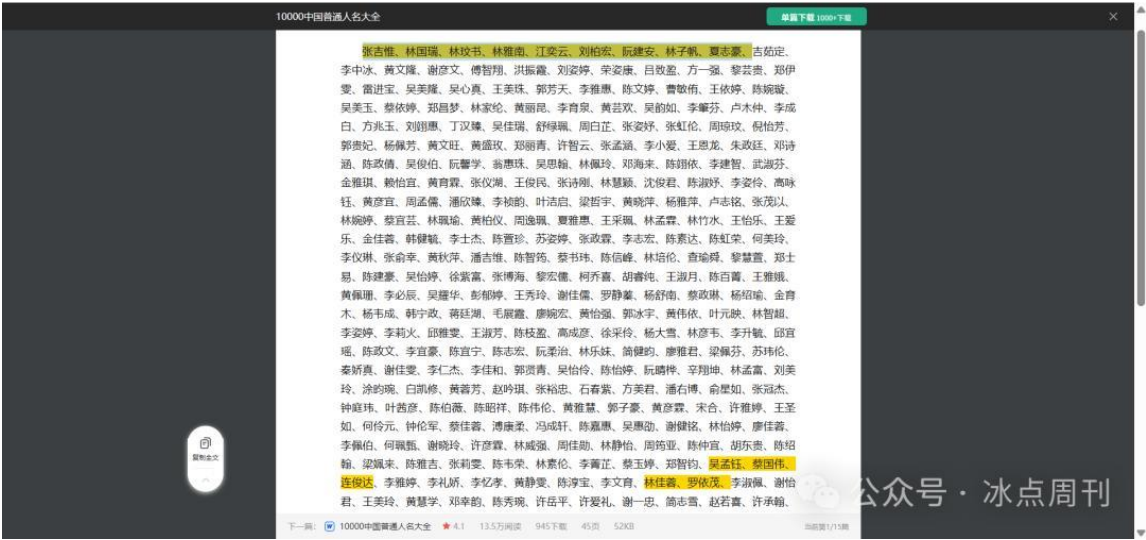 10000中国普通人名大全
单篇下载 1000+下载
张吉惟、林国瑞、林玟书、林雅南、江奕云、刘柏宏、阮建安、林子帆、夏志豪、吉茹定、
李中冰、黄文隆、谢彦文、傅智翔、洪振霞、刘姿婷、荣姿康、吕致盈、方一强、黎芸贵、郑伊
雯、雷进宝、吴美隆、吴心真、王美珠、郭芳天、李雅惠、陈文婷、曹敏侑、王依婷、陈婉璇、
吴美玉、蔡依婷、郑昌梦、林家纶、黄丽昆、李育泉、黄芸欢、吴韵如、李肇芬、卢木仲、李成
白、方兆玉、刘翊惠、丁汉臻、吴佳瑞、舒绿珮、周白芷、张姿妤、张虹伦、周琼玟、倪怡芳、
郭贵妃、杨佩芳、黄文旺、黄盛玫、郑丽青、许智云、张孟涵、李小爱、王恩龙、朱政廷、邓诗
涵、陈政倩、吴俊伯、阮馨学、翁惠珠、吴思翰、林佩玲、邓海来、陈翊依、李建智、武淑芬、
金雅琪、赖怡宜、黄育霖、张仪湖、王俊民、张诗刚、林慧颖、沈俊君、陈淑妤、李姿伶、高咏
钰、黄彦宜、周孟儒、潘欣臻、李祯韵、叶洁启、梁哲宇、黄晓萍、杨雅萍、卢志铭、张茂以、
林婉婷、蔡宜芸、林珮瑜、黄柏仪、周逸珮、夏雅惠、王采珮、林孟霖、林竹水、王怡乐、王爱
乐、金佳蓉、韩健毓、李士杰、陈萱珍、苏姿婷、张政霖、李志宏、陈素达、陈虹荣、何美玲、
李仪琳、张俞幸、黄秋萍、潘吉维、陈智筠、蔡书玮、陈信峰、林培伦、查瑜舜、黎慧萱、郑士
易、陈建豪、吴怡婷、徐紫富、张博海、黎宏儒、柯乔喜、胡睿纯、王淑月、陈百菁、王雅娥、
黄佩珊、李必辰、吴耀华、彭郁婷、王秀玲、谢佳儒、罗静蓁、杨舒南、蔡政琳、杨绍瑜、金育
木、杨韦成、韩宁政、蒋廷湖、毛展霞、廖婉宏、黄怡强、郭冰宇、黄伟依、叶元映、林智超、
李姿婷、李莉火、邱雅雯、王淑芳、陈枝盈、高成彦、徐采伶、杨大雪、林彦韦、李升毓、邱宜
瑶、陈政文、李宜豪、陈宜宁、陈志宏、阮柔治、林乐妹、简健昀、廖雅君、梁佩芬、苏玮伦、
秦娇真、谢佳雯、李仁杰、李佳和、郭贤青、吴怡伶、陈怡婷、阮晴桦、辛翔坤、林孟富、刘美
玲、涂昀琬、白凯修、黄蓉芳、赵吟琪、张裕忠、石春紫、方美君、潘右博、俞星如、张冠杰、
钟庭玮、叶茜彦、陈伯薇、陈昭祥、陈伟伦、黄雅慧、郭子豪、黄彦霖、宋合、许雅婷、王圣
如、何伶元、钟伦军、蔡佳蓉、溥康柔、冯成轩、陈嘉惠、吴惠劭、谢健铭、林怡婷、廖佳蓉、
李佩伯、何珮甄、谢晓玲、许彦霖、林威强、周佳勋、林静怡、周筠亚、陈仲宜、胡东贵、陈绍
翰、梁姵来、陈雅吉、张莉雯、陈韦荣、林素伦、李菁芷、蔡玉婷、郑智钧、吴孟钰、蔡国伟、
连俊达、李雅婷、李礼娇、李忆孝、黄静雯、陈淳宝、李文育、林佳蓉、罗依茂、李淑佩、谢怡
君、王美玲、黄慧学、邓幸韵、陈秀琬、许岳平、许爱礼、谢一忠、简志雪、赵若喜、许承翰、
复制全文
公众号·冰点周刊
下一篇: 10000中国普通人名大全 4.1 13.5万阅读 945下载 45页 52KB
当前第1/15篇